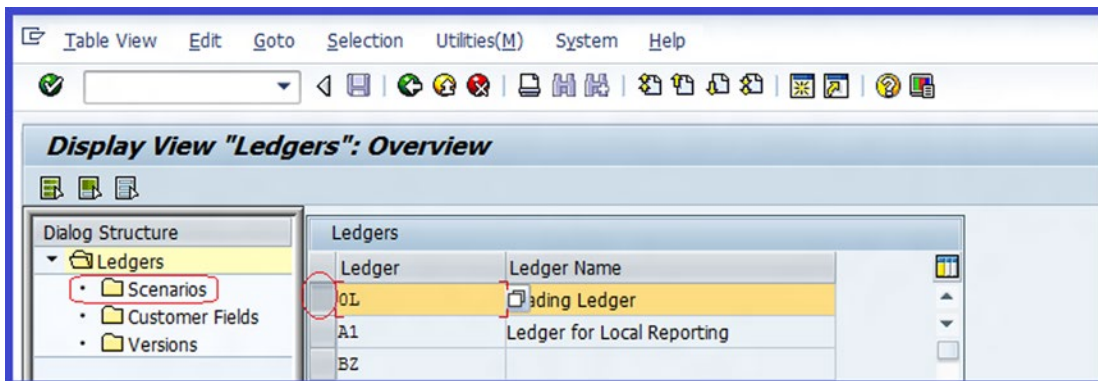 Table View Edit Goto Selection Utilities(M) System Help
Display View "Ledgers": Overview
Dialog Structure
Ledgers
Scenarios
Customer Fields
Versions
Ledgers
Ledger Ledger Name
0L ading Ledger
A1 Ledger for Local Reporting
BZ